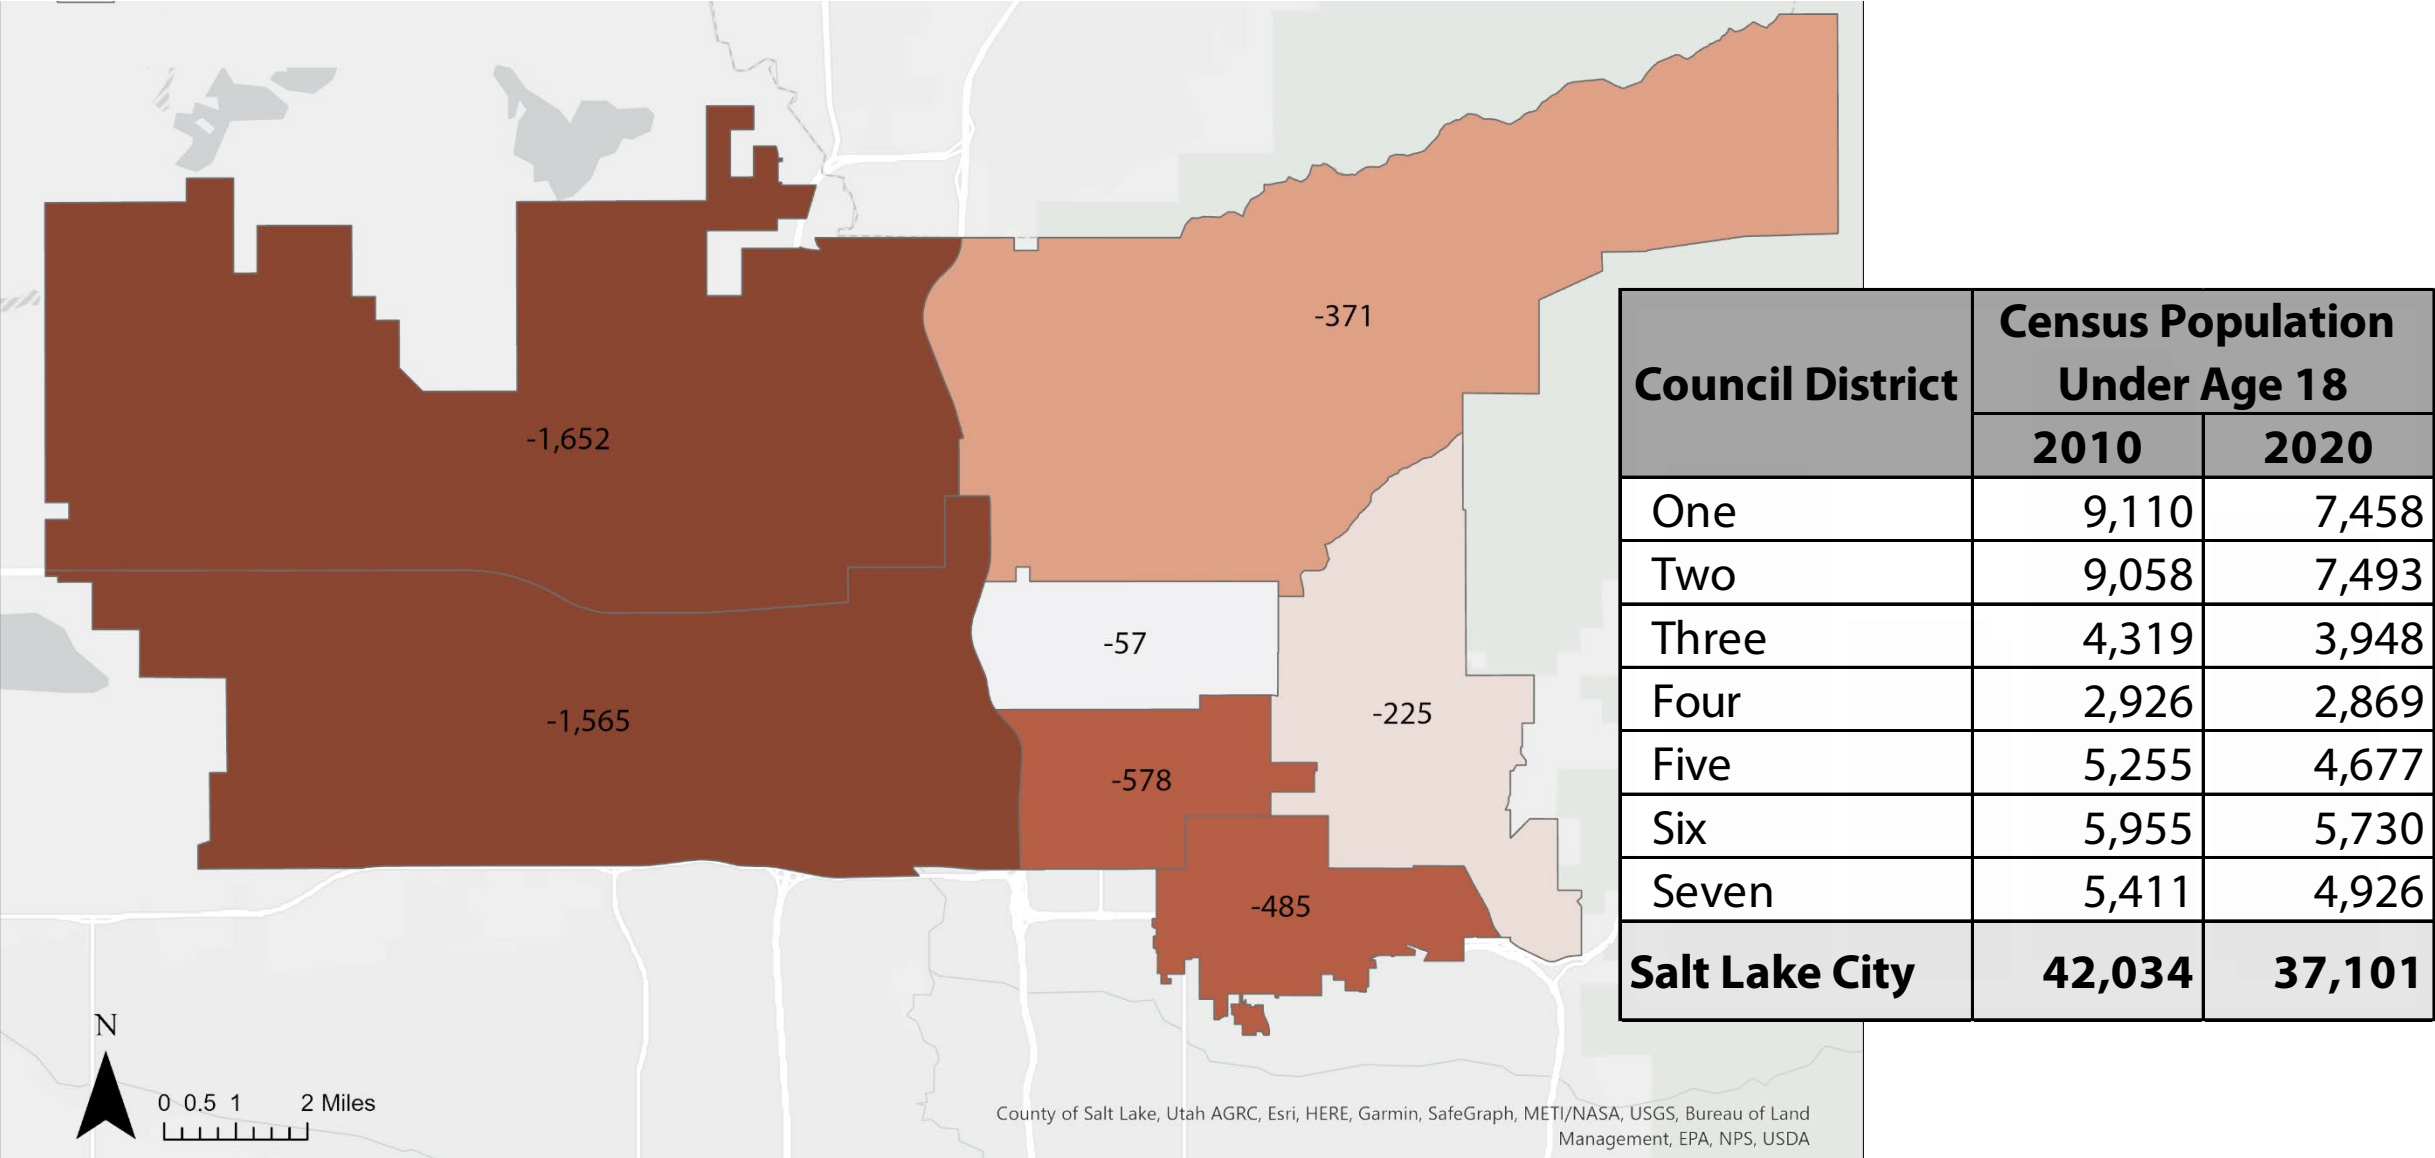 -371
-1,652
-57
-1,565
-225
-578
-485
N
0 0.5 1 2 Miles
County of Salt Lake, Utah AGRC, Esri, HERE, Garmin, SafeGraph, METI/NASA, USGS, Bureau of Land
Management, EPA, NPS, USDA
Council District
Census Population
Under Age 18
2010 2020
One 9,110 7,458
Two 9,058 7,493
Three 4,319 3,948
Four 2,926 2,869
Five 5,255 4,677
Six 5,955 5,730
Seven 5,411 4,926
Salt Lake City 42,034 37,101